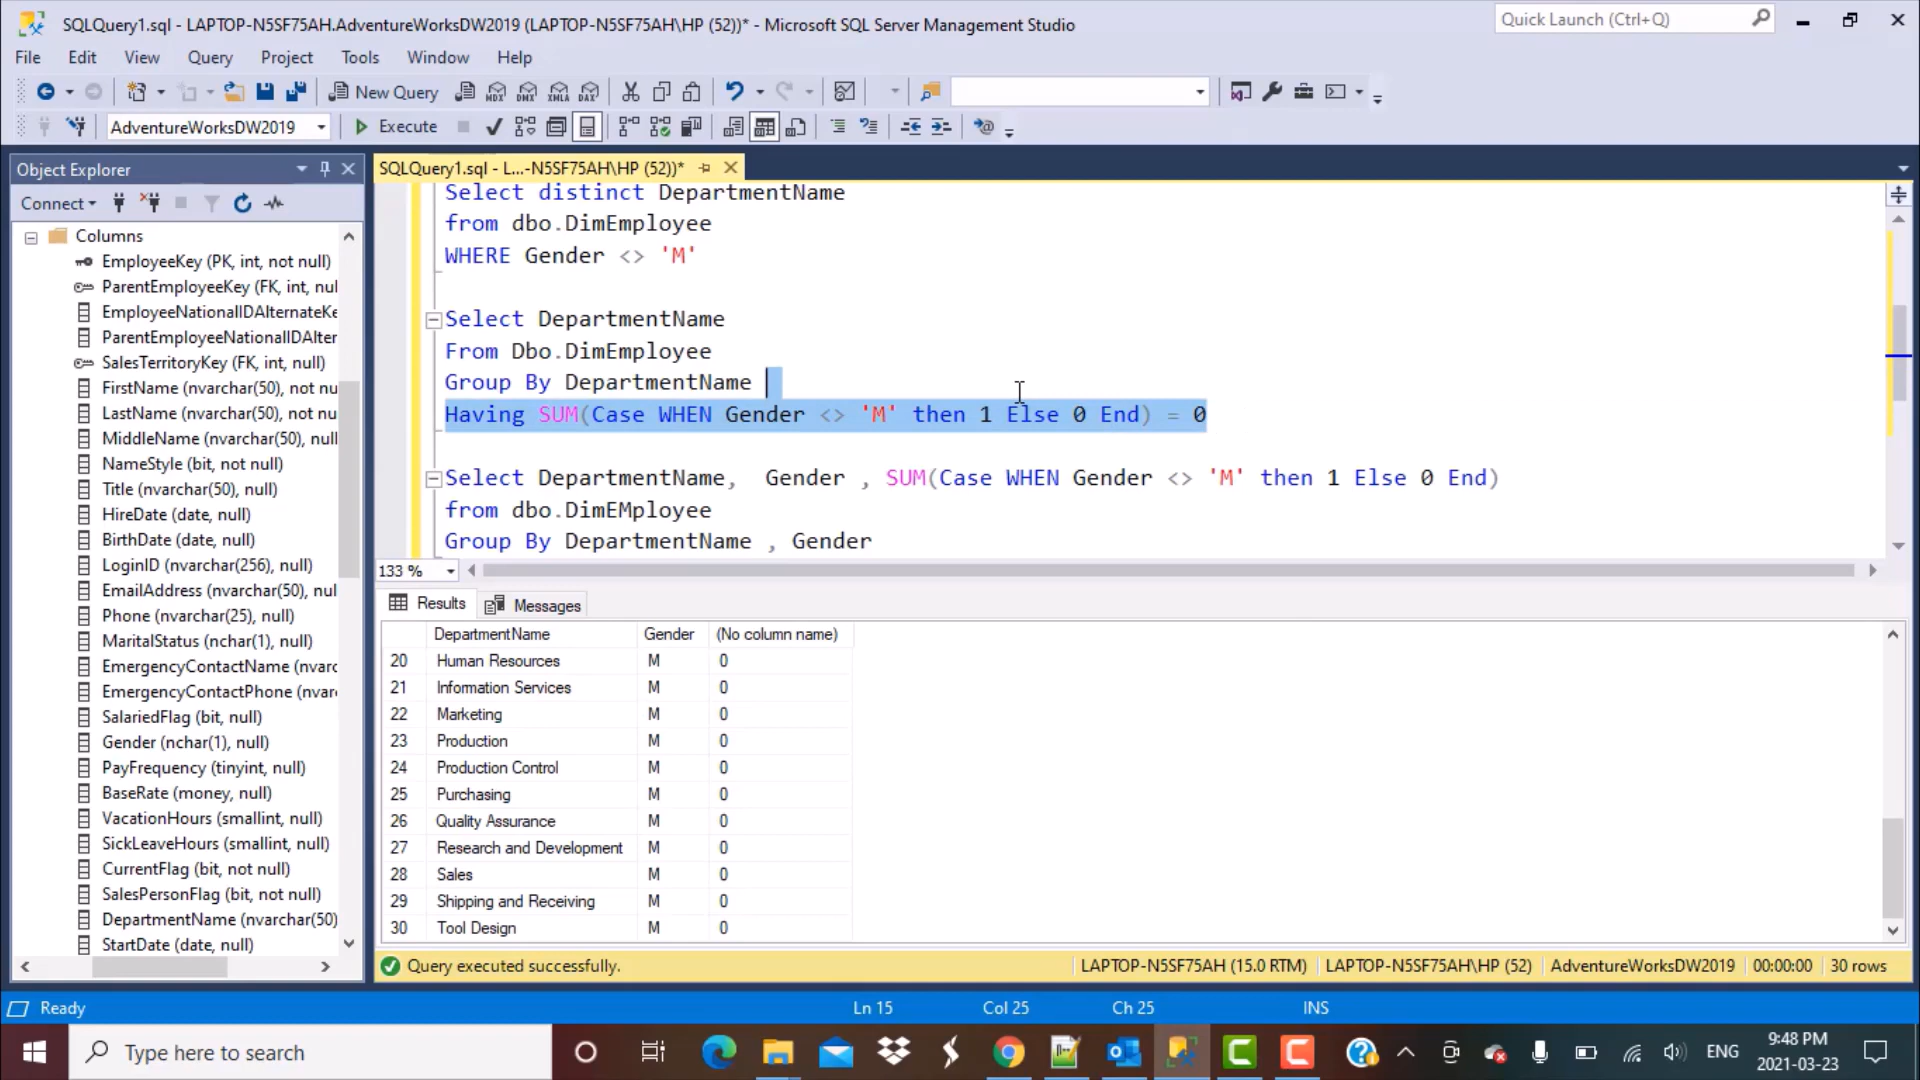 SQLQuery1.sql - LAPTOP-N5SF75AH.AdventureWorksDW2019 (LAPTOP-N5SF75AH\HP (52))* - Microsoft SQL Server Management Studio
Quick Launch (Ctrl+Q)
File Edit View Query Project Tools Window Help
New Query MDX DMX XMLA DAX
AdventureWorksDW2019 Execute
Object Explorer
Connect
Columns
EmployeeKey (PK, int, not null)
ParentEmployeeKey (FK, int, nul
EmployeeNationalIDAlternateKe
ParentEmployeeNationalIDAlter
SalesTerritoryKey (FK, int, null)
FirstName (nvarchar(50), not nu
LastName (nvarchar(50), not nu
MiddleName (nvarchar(50), null)
NameStyle (bit, not null)
Title (nvarchar(50), null)
HireDate (date, null)
BirthDate (date, null)
LoginID (nvarchar(256), null)
EmailAddress (nvarchar(50), nul
Phone (nvarchar(25), null)
MaritalStatus (nchar(1), null)
EmergencyContactName (nvarc
EmergencyContactPhone (nvar
SalariedFlag (bit, null)
Gender (nchar(1), null)
PayFrequency (tinyint, null)
BaseRate (money, null)
VacationHours (smallint, null)
SickLeaveHours (smallint, null)
CurrentFlag (bit, not null)
SalesPersonFlag (bit, not null)
DepartmentName (nvarchar(50)
StartDate (date, null)
SQLQuery1.sql - L...-N5SF75AH\HP (52))*
Select distinct DepartmentName
from dbo.DimEmployee
WHERE Gender <> 'M'
Select DepartmentName
From Dbo.DimEmployee
Group By DepartmentName
Having SUM(Case WHEN Gender <> 'M' then 1 Else 0 End) = 0
Select DepartmentName,  Gender , SUM(Case WHEN Gender <> 'M' then 1 Else 0 End)
from dbo.DimEMployee
Group By DepartmentName , Gender
133 %
Results Messages
DepartmentName Gender (No column name)
20 Human Resources M 0
21 Information Services M 0
22 Marketing M 0
23 Production M 0
24 Production Control M 0
25 Purchasing M 0
26 Quality Assurance M 0
27 Research and Development M 0
28 Sales M 0
29 Shipping and Receiving M 0
30 Tool Design M 0
Query executed successfully. LAPTOP-N5SF75AH (15.0 RTM) LAPTOP-N5SF75AH\HP (52) AdventureWorksDW2019 00:00:00 30 rows
Ready Ln 15 Col 25 Ch 25 INS
Type here to search
ENG
9:48 PM
2021-03-23